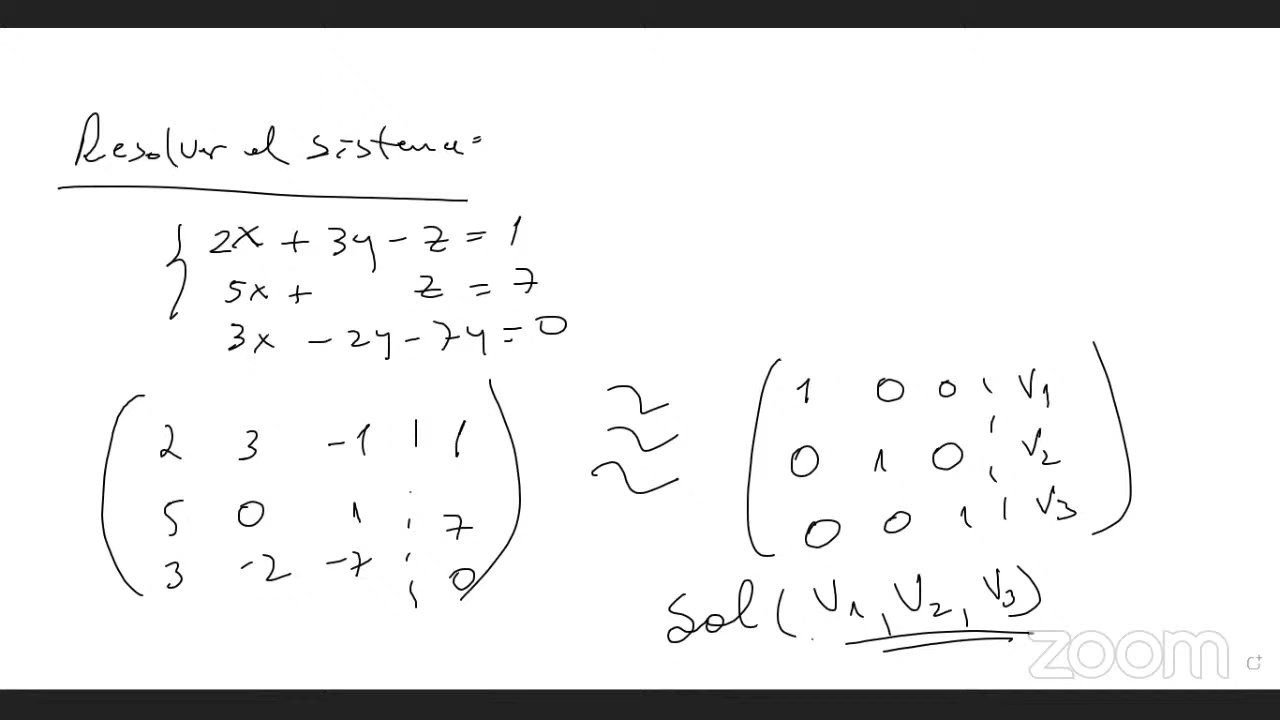 Resolver el sistema:
2x + 3y - z = 1
5x + z = 7
3x - 2y - 7y = 0
2 3 -1 | 1
5 0 1 | 7
3 -2 -7 | 0
≈
1 0 0 | V1
0 1 0 | V2
0 0 1 | V3
Sol (V1, V2, V3)
zoom